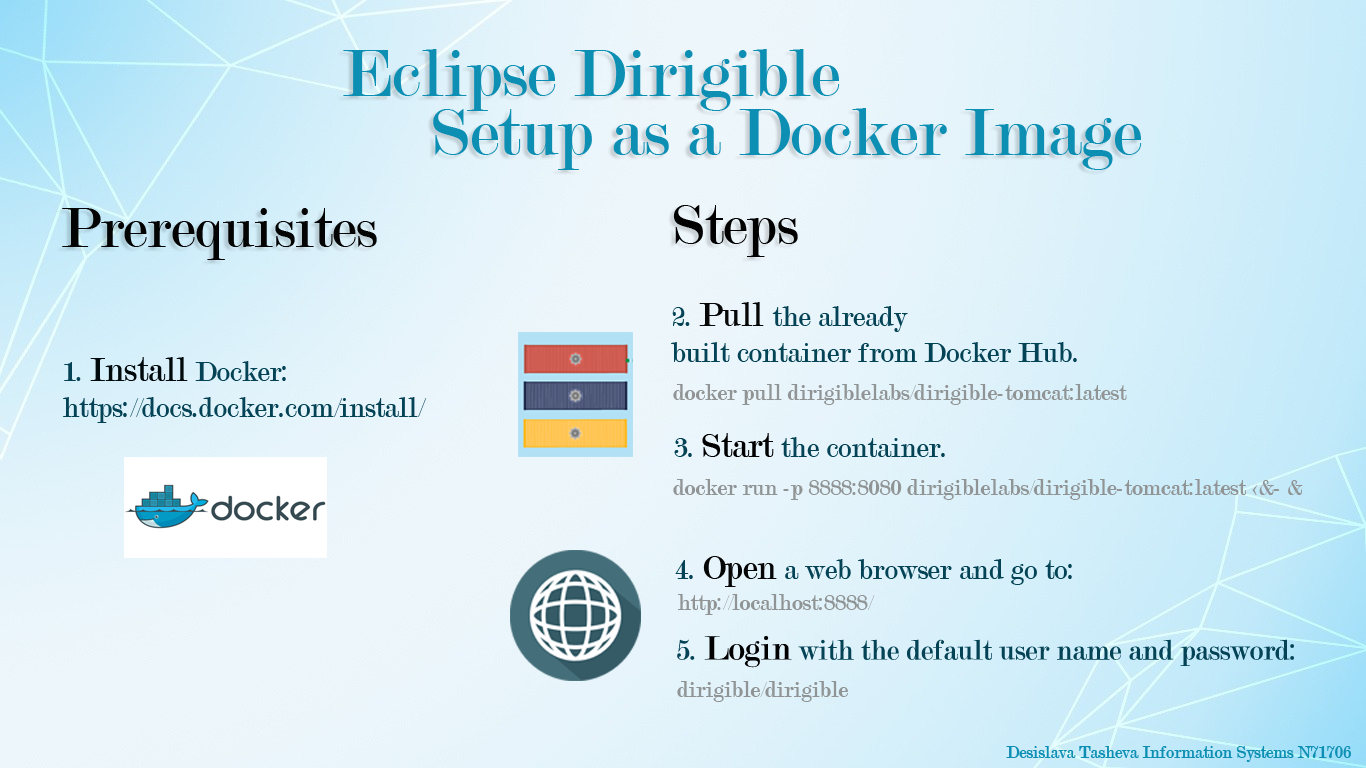 Eclipse Dirigible
Setup as a Docker Image
Prerequisites
1. Install Docker:
https://docs.docker.com/install/
docker
Steps
2. Pull the already
built container from Docker Hub.
docker pull dirigiblelabs/dirigible-tomcat:latest
3. Start the container.
docker run -p 8888:8080 dirigiblelabs/dirigible-tomcat:latest <&- &
4. Open a web browser and go to:
http://localhost:8888/
5. Login with the default user name and password:
dirigible/dirigible
Desislava Tasheva Information Systems N71706